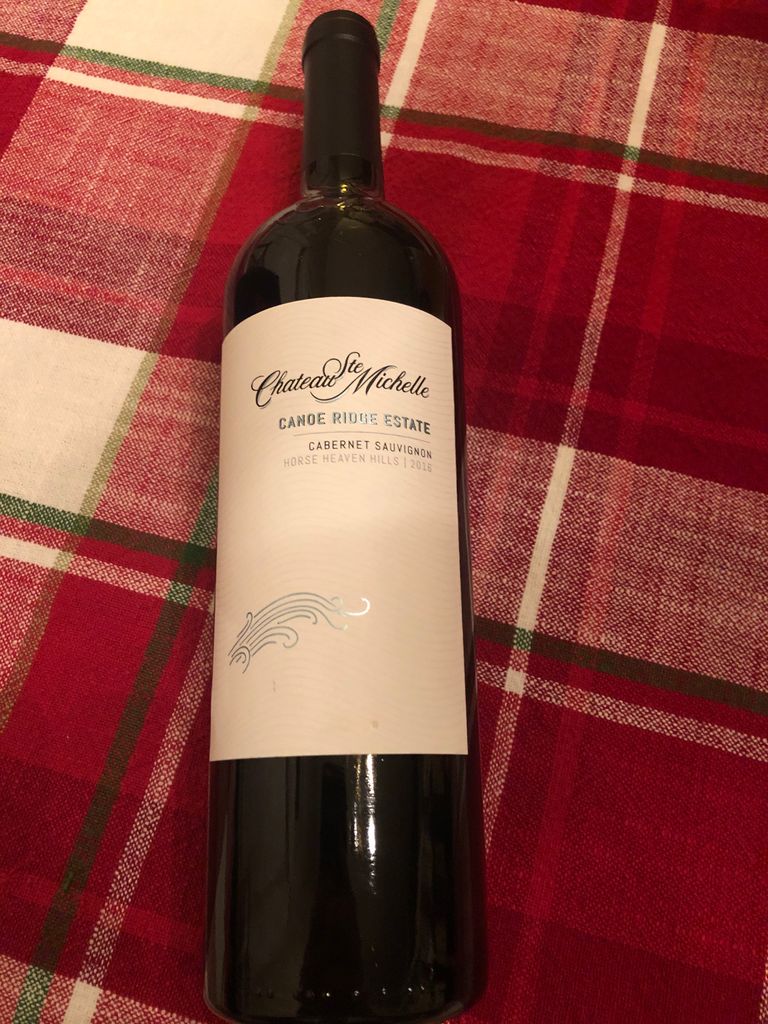 Chateau Ste Michelle
CANOE RIDGE ESTATE
CABERNET SAUVIGNON
HORSE HEAVEN HILLS | 2016